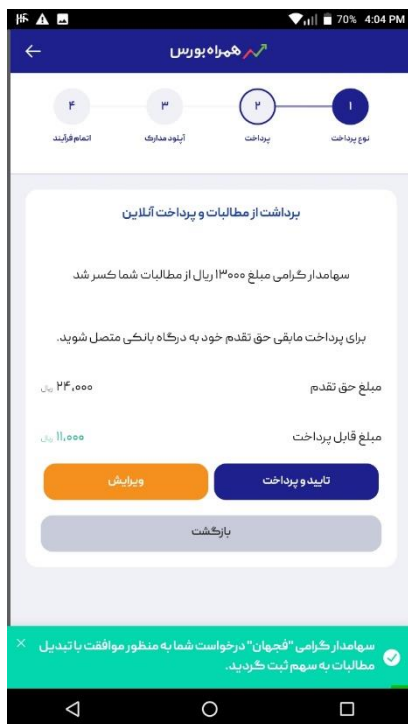 70% 4:04 PM
همراه بورس
۱ ۲ ۳ ۴
نوع پرداخت پرداخت آپلود مدارک اتمام فرآیند
برداشت از مطالبات و پرداخت آنلاین
سهامدار گرامی مبلغ ۱۳۰۰۰ ریال از مطالبات شما کسر شد
برای پرداخت مابقی حق تقدم خود به درگاه بانکی متصل شوید.
مبلغ حق تقدم ۲۴,۰۰۰ ریال
مبلغ قابل پرداخت ۱۱,۰۰۰ ریال
تایید و پرداخت ویرایش
بازگشت
سهامدار گرامی "فجهان" درخواست شما به منظور موافقت با تبدیل
مطالبات به سهم ثبت گردید.